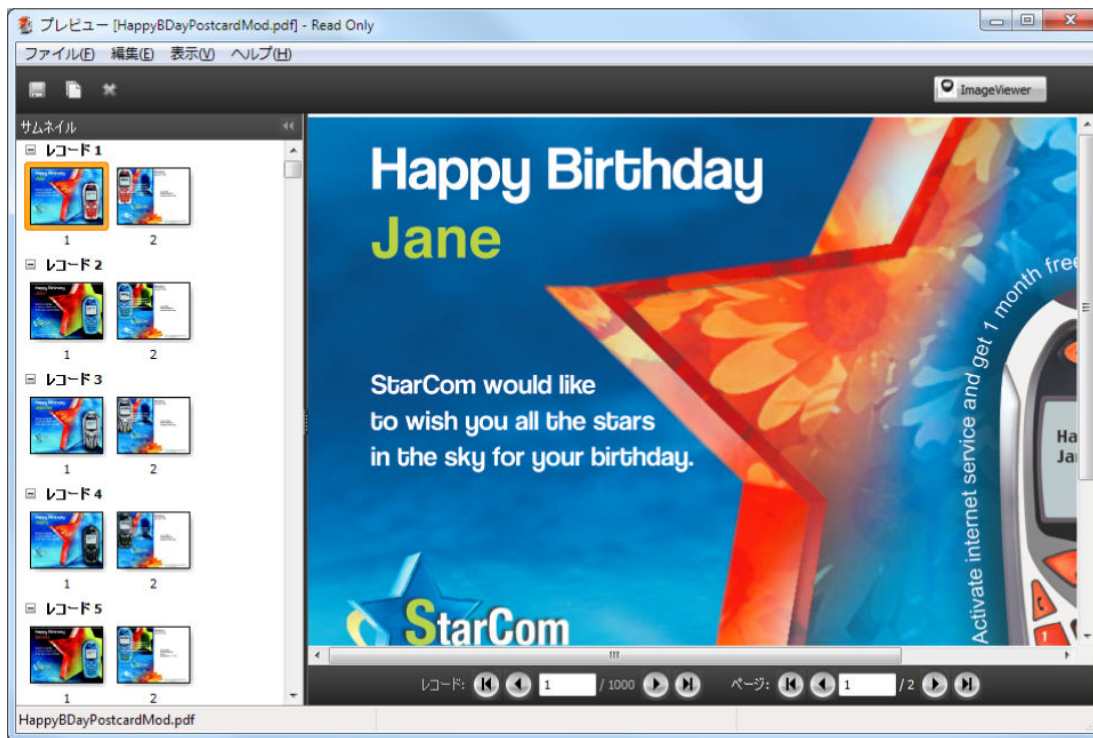 プレビュー [HappyBDayPostcardMod.pdf] - Read Only
ファイル(F) 編集(E) 表示(V) ヘルプ(H)
ImageViewer
サムネイル
レコード 1
1 2
レコード 2
1 2
レコード 3
1 2
レコード 4
1 2
レコード 5
1 2
Happy Birthday
Jane
StarCom would like
to wish you all the stars
in the sky for your birthday.
StarCom
Activate internet service and get 1 month free
Ha
Ja
1
レコード: 1 / 1000 ページ: 1 / 2
HappyBDayPostcardMod.pdf